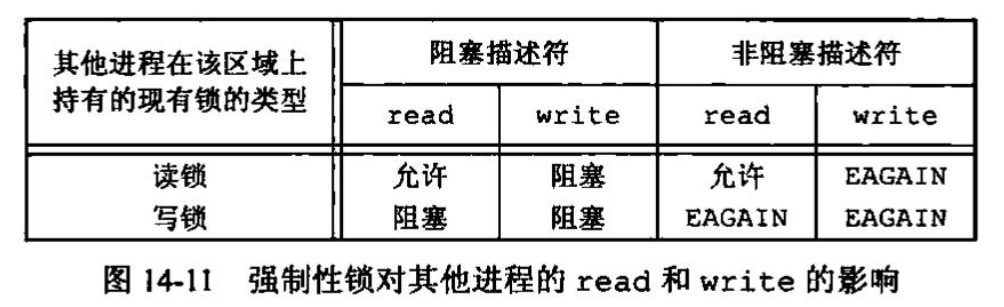 其他进程在该区域上
持有的现有锁的类型
阻塞描述符 非阻塞描述符
read write read write
读锁 允许 阻塞 允许 EAGAIN
写锁 阻塞 阻塞 EAGAIN EAGAIN
图 14-11 强制性锁对其他进程的 read 和 write 的影响